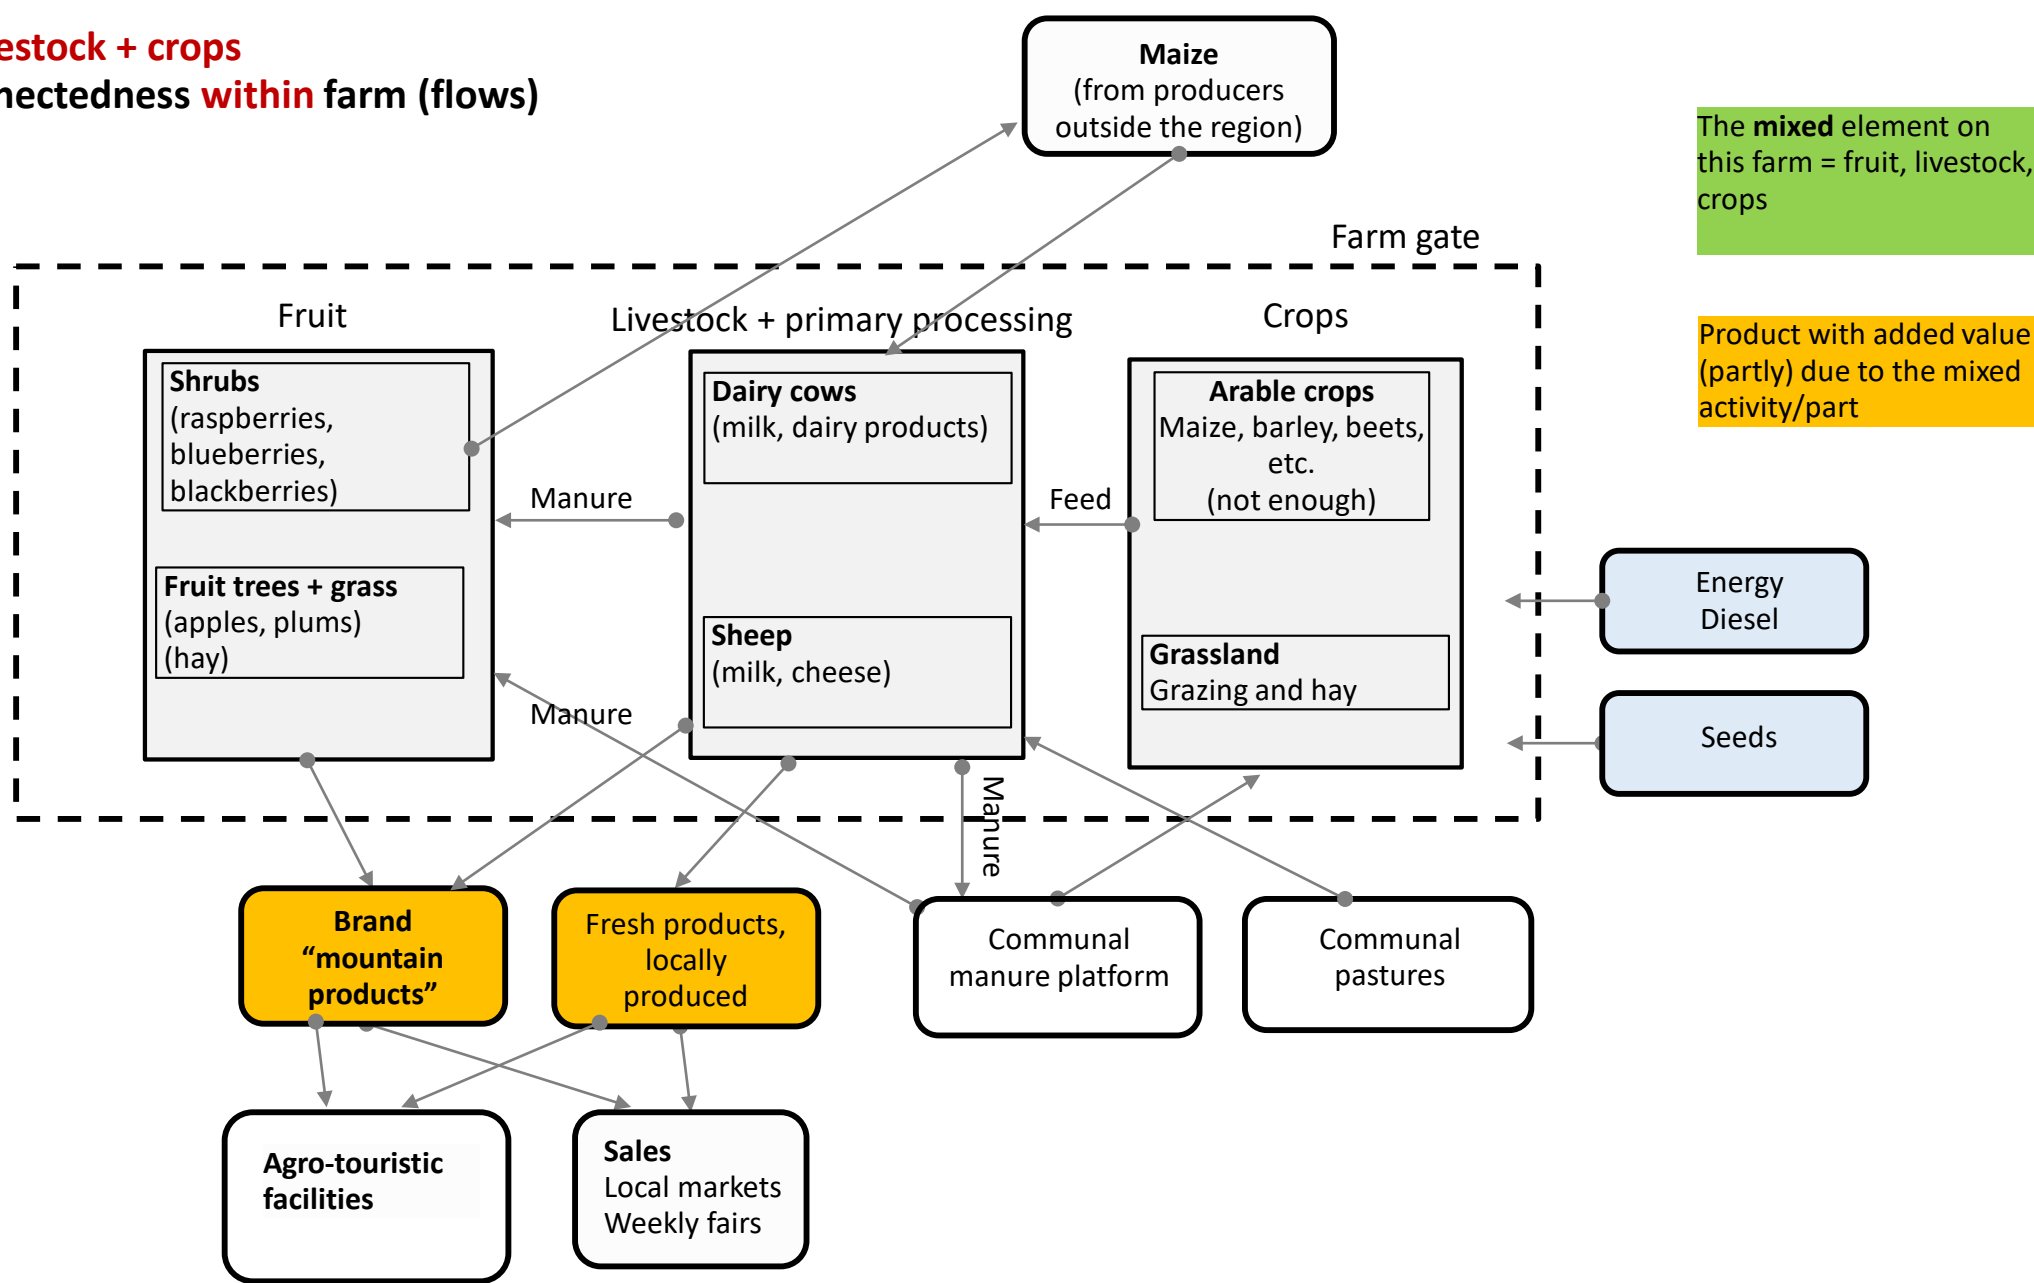 estock + crops
nectedness within farm (flows)
Maize
(from producers
outside the region)
The mixed element on
this farm = fruit, livestock,
crops
Farm gate
Product with added value
(partly) due to the mixed
activity/part
Fruit
Livestock + primary processing
Crops
Shrubs
(raspberries,
blueberries,
blackberries)
Manure
Fruit trees + grass
(apples, plums)
(hay)
Manure
Dairy cows
(milk, dairy products)
Sheep
(milk, cheese)
Feed
Arable crops
Maize, barley, beets,
etc.
(not enough)
Grassland
Grazing and hay
Energy
Diesel
Seeds
Manure
Brand
“mountain
products”
Fresh products,
locally
produced
Communal
manure platform
Communal
pastures
Agro-touristic
facilities
Sales
Local markets
Weekly fairs